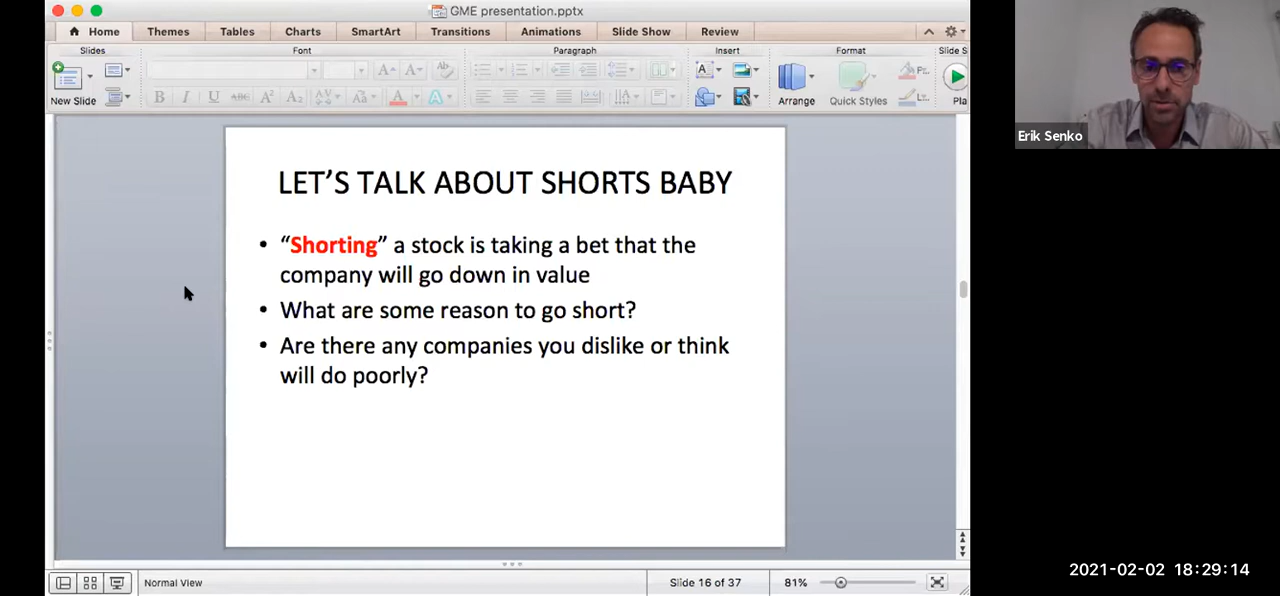 GME presentation.pptx
Home
Themes
Tables
Charts
SmartArt
Transitions
Animations
Slide Show
Review
Slides
Font
Paragraph
Insert
Format
Slide S
New Slide
Arrange
Quick Styles
Pla
LET'S TALK ABOUT SHORTS BABY
• “Shorting” a stock is taking a bet that the
company will go down in value
• What are some reason to go short?
• Are there any companies you dislike or think
will do poorly?
Normal View
Slide 16 of 37
81%
Erik Senko
2021-02-02 18:29:14